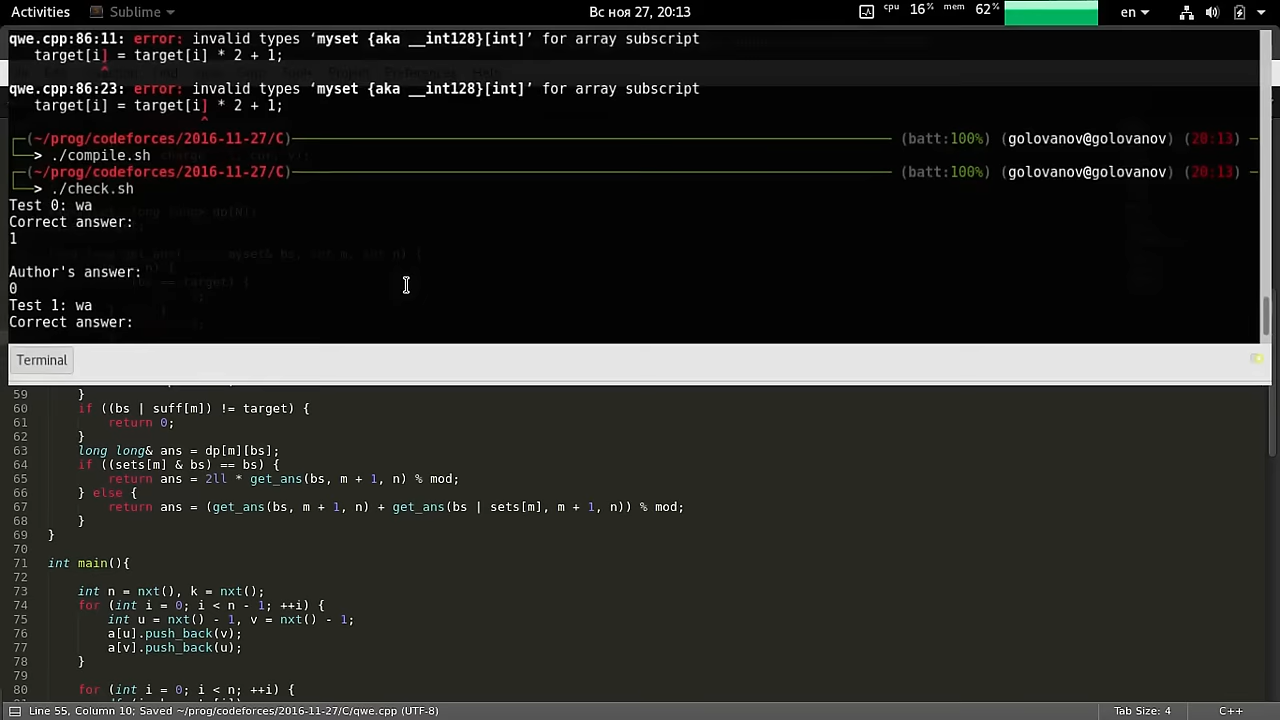 Activities Sublime Вс ноя 27, 20:13 cpu 16% mem 62% en
qwe.cpp:86:11: error: invalid types ‘myset {aka __int128}[int]’ for array subscript
target[i] = target[i] * 2 + 1;
^
qwe.cpp:86:23: error: invalid types ‘myset {aka __int128}[int]’ for array subscript
target[i] = target[i] * 2 + 1;
^
(~/prog/codeforces/2016-11-27/C) (batt:100%) (golovanov@golovanov) (20:13)
> ./compile.sh
(~/prog/codeforces/2016-11-27/C) (batt:100%) (golovanov@golovanov) (20:13)
> ./check.sh
Test 0: wa
Correct answer:
1
Author's answer:
0
Test 1: wa
Correct answer:
Terminal
59 }
60 if ((bs | suff[m]) != target) {
61 return 0;
62 }
63 long long& ans = dp[m][bs];
64 if ((sets[m] & bs) == bs) {
65 return ans = 2ll * get_ans(bs, m + 1, n) % mod;
66 } else {
67 return ans = (get_ans(bs, m + 1, n) + get_ans(bs | sets[m], m + 1, n)) % mod;
68 }
69 }
70
71 int main(){
72
73 int n = nxt(), k = nxt();
74 for (int i = 0; i < n - 1; ++i) {
75 int u = nxt() - 1, v = nxt() - 1;
76 a[u].push_back(v);
77 a[v].push_back(u);
78 }
79
80 for (int i = 0; i < n; ++i) {
Line 55, Column 10; Saved ~/prog/codeforces/2016-11-27/C/qwe.cpp (UTF-8) Tab Size: 4 C++